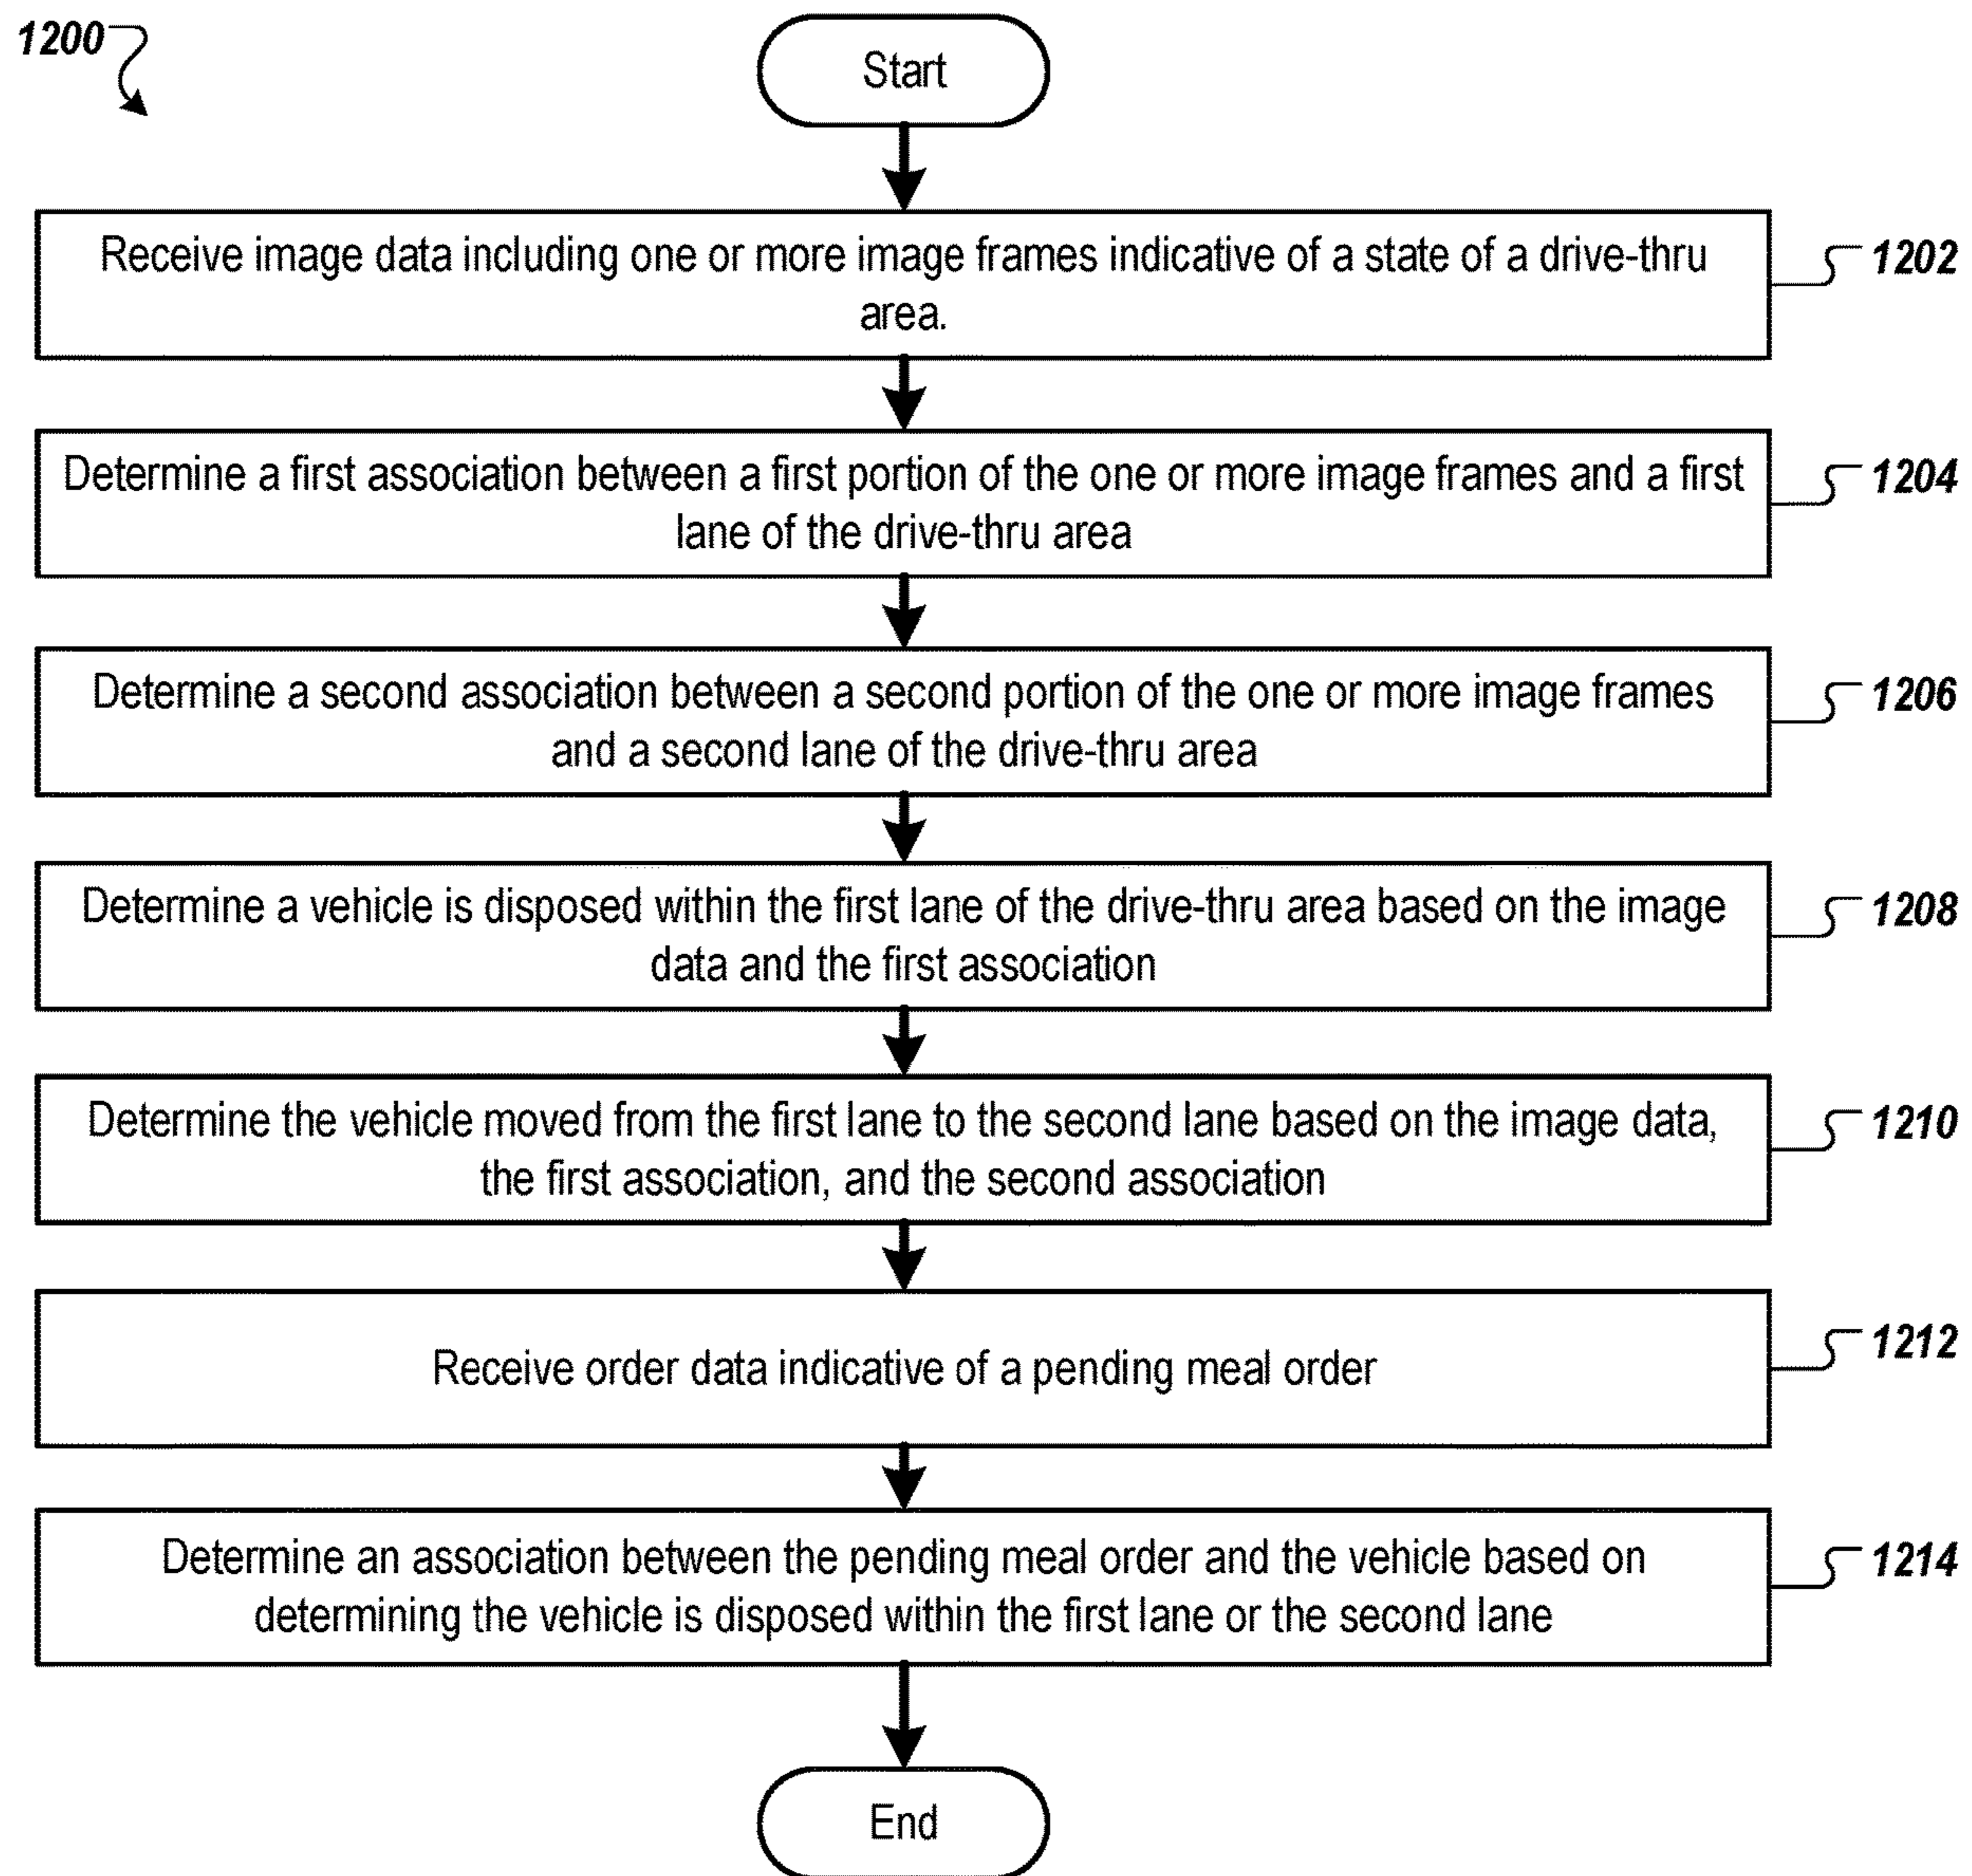 1200
Start
Receive image data including one or more image frames indicative of a state of a drive-thru
area.
1202
Determine a first association between a first portion of the one or more image frames and a first
lane of the drive-thru area
1204
Determine a second association between a second portion of the one or more image frames
and a second lane of the drive-thru area
1206
Determine a vehicle is disposed within the first lane of the drive-thru area based on the image
data and the first association
1208
Determine the vehicle moved from the first lane to the second lane based on the image data,
the first association, and the second association
1210
Receive order data indicative of a pending meal order
1212
Determine an association between the pending meal order and the vehicle based on
determining the vehicle is disposed within the first lane or the second lane
1214
End